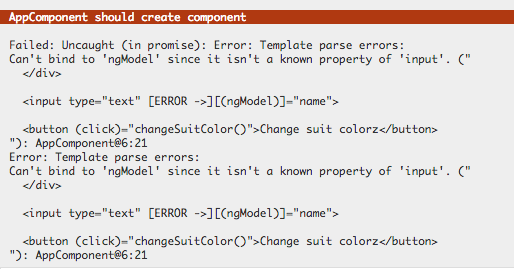 AppComponent should create component
Failed: Uncaught (in promise): Error: Template parse errors:
Can't bind to 'ngModel' since it isn't a known property of 'input'. ("
</div>
<input type="text" [ERROR ->][(ngModel)]="name">
<button (click)="changeSuitColor()">Change suit colorz</button>
"): AppComponent@6:21
Error: Template parse errors:
Can't bind to 'ngModel' since it isn't a known property of 'input'. ("
</div>
<input type="text" [ERROR ->][(ngModel)]="name">
<button (click)="changeSuitColor()">Change suit colorz</button>
"): AppComponent@6:21